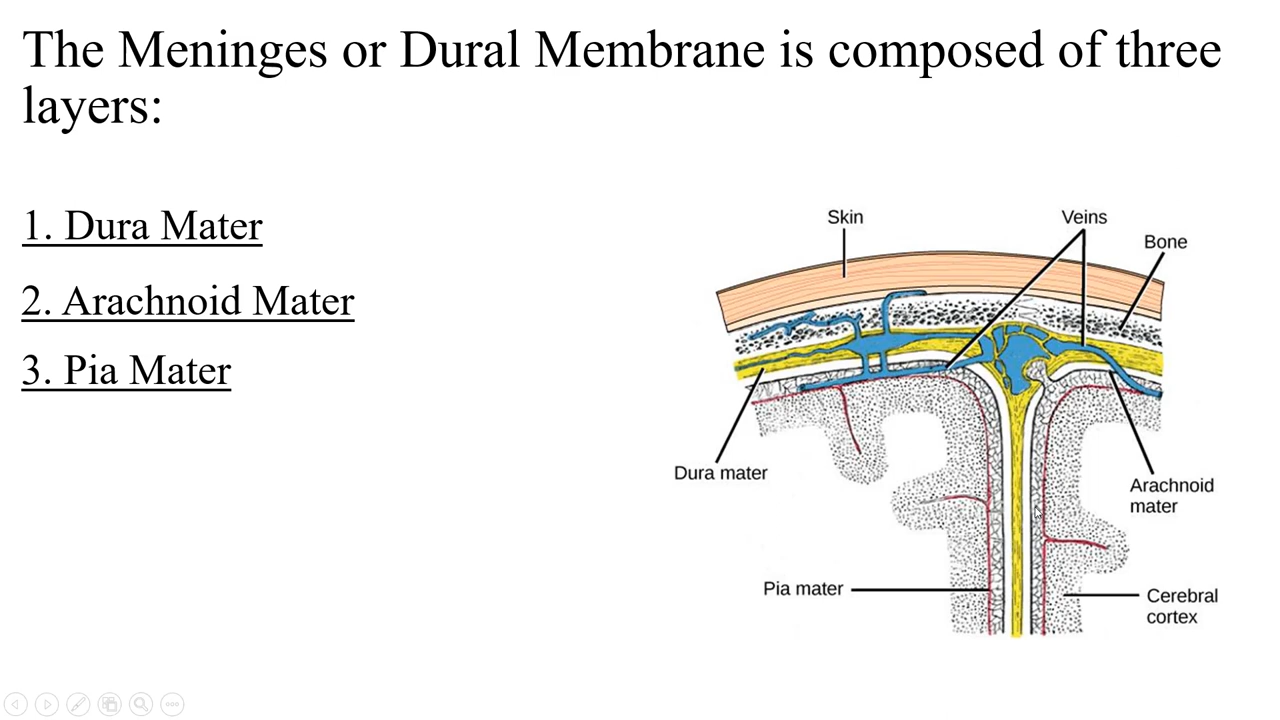 The Meninges or Dural Membrane is composed of three
layers:
1. Dura Mater
2. Arachnoid Mater
3. Pia Mater
Skin
Veins
Bone
Dura mater
Arachnoid
mater
Pia mater
Cerebral
cortex